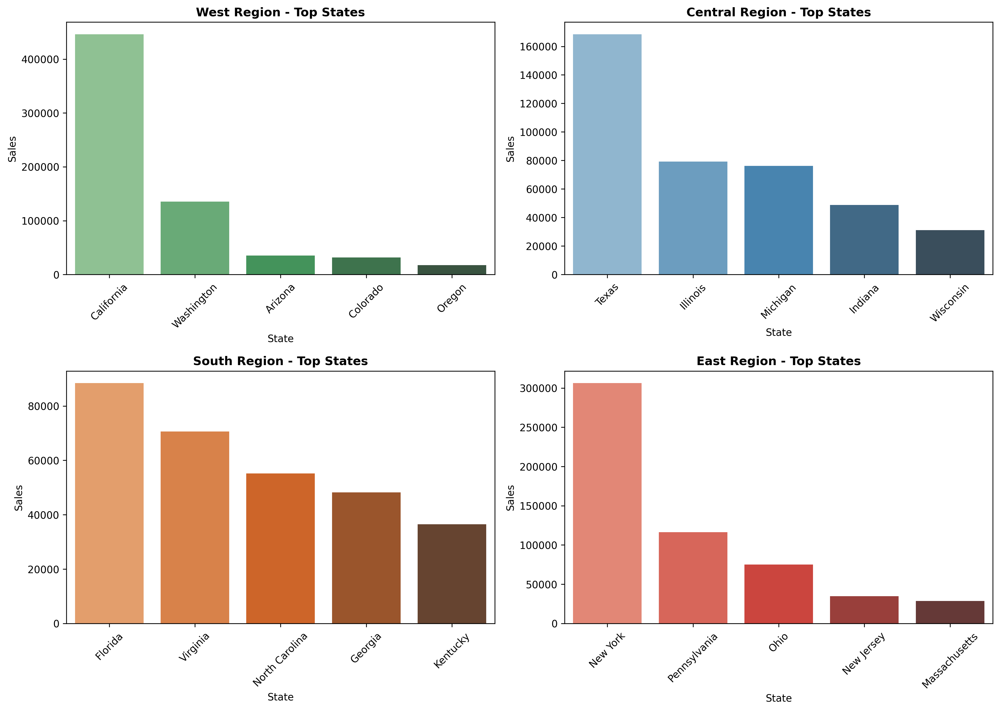 West Region - Top States
400000
300000
200000
100000
0
Sales
California
Washington
Arizona
Colorado
Oregon
State
Central Region - Top States
160000
140000
120000
100000
80000
60000
40000
20000
0
Sales
Texas
Illinois
Michigan
Indiana
Wisconsin
State
South Region - Top States
80000
60000
40000
20000
0
Sales
Florida
Virginia
North Carolina
Georgia
Kentucky
State
East Region - Top States
300000
250000
200000
150000
100000
50000
0
Sales
New York
Pennsylvania
Ohio
New Jersey
Massachusetts
State